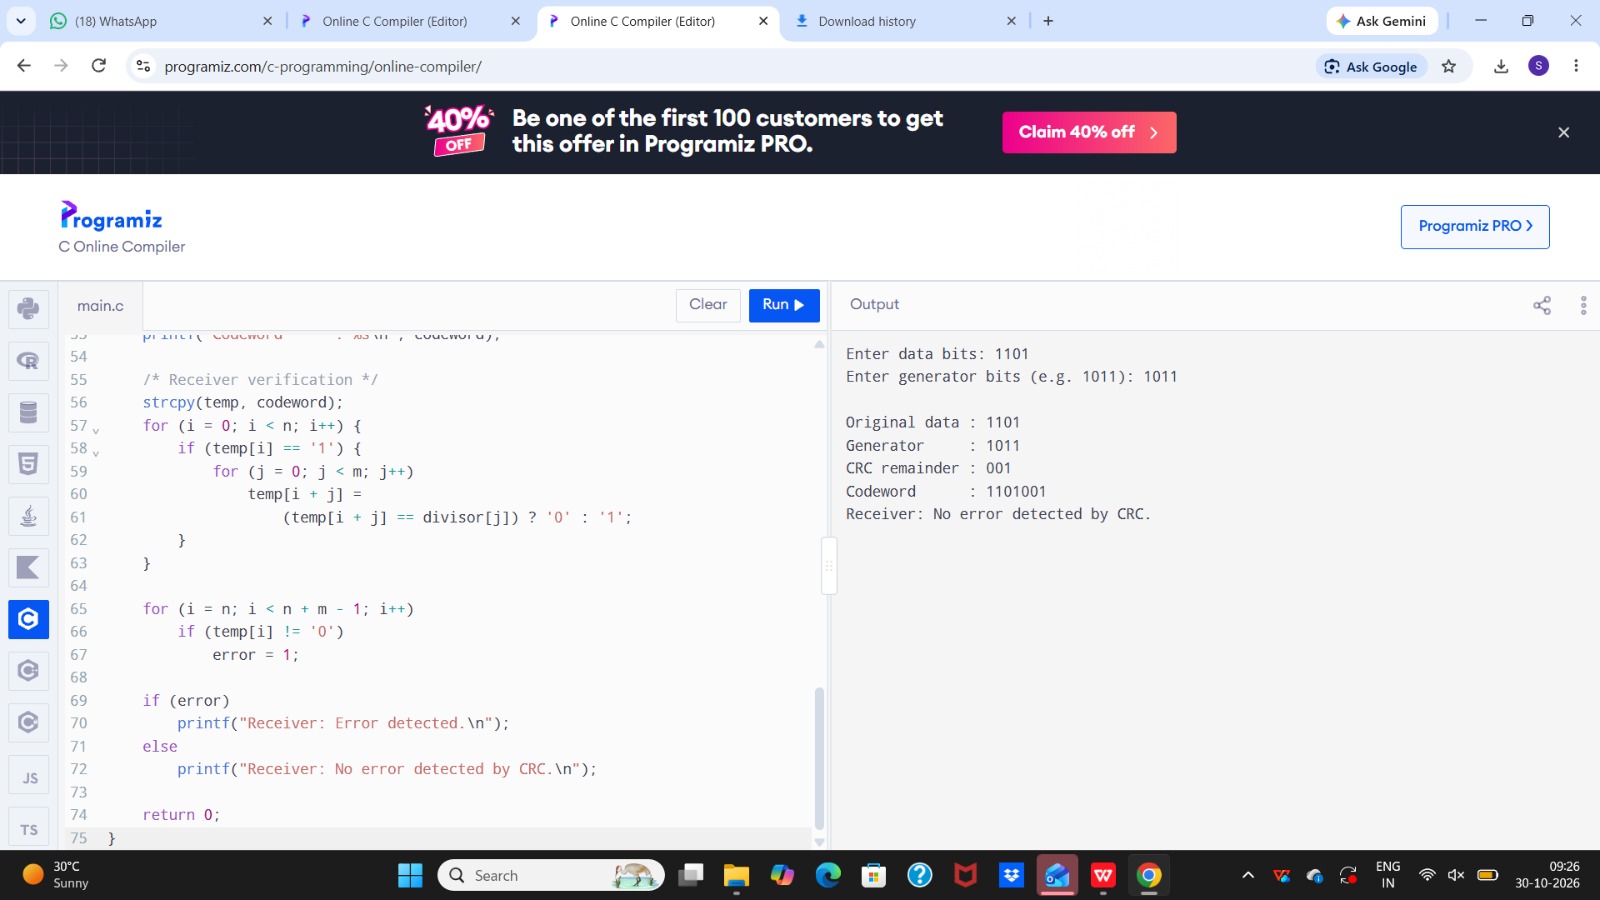 (18) WhatsApp
Online C Compiler (Editor)
Online C Compiler (Editor)
Download history
Ask Gemini
programiz.com/c-programming/online-compiler/
Ask Google
S
40% OFF
Be one of the first 100 customers to get
this offer in Programiz PRO.
Claim 40% off
Programiz
C Online Compiler
Programiz PRO
main.c
Clear
Run
Output
53 printf("Codeword : %s\n", codeword);
54
55 /* Receiver verification */
56 strcpy(temp, codeword);
57 for (i = 0; i < n; i++) {
58 if (temp[i] == '1') {
59 for (j = 0; j < m; j++)
60 temp[i + j] =
61 (temp[i + j] == divisor[j]) ? '0' : '1';
62 }
63 }
64
65 for (i = n; i < n + m - 1; i++)
66 if (temp[i] != '0')
67 error = 1;
68
69 if (error)
70 printf("Receiver: Error detected.\n");
71 else
72 printf("Receiver: No error detected by CRC.\n");
73
74 return 0;
75 }
JS
TS
Enter data bits: 1101
Enter generator bits (e.g. 1011): 1011
Original data : 1101
Generator : 1011
CRC remainder : 001
Codeword : 1101001
Receiver: No error detected by CRC.
30°C
Sunny
Search
ENG
IN
09:26
30-10-2026